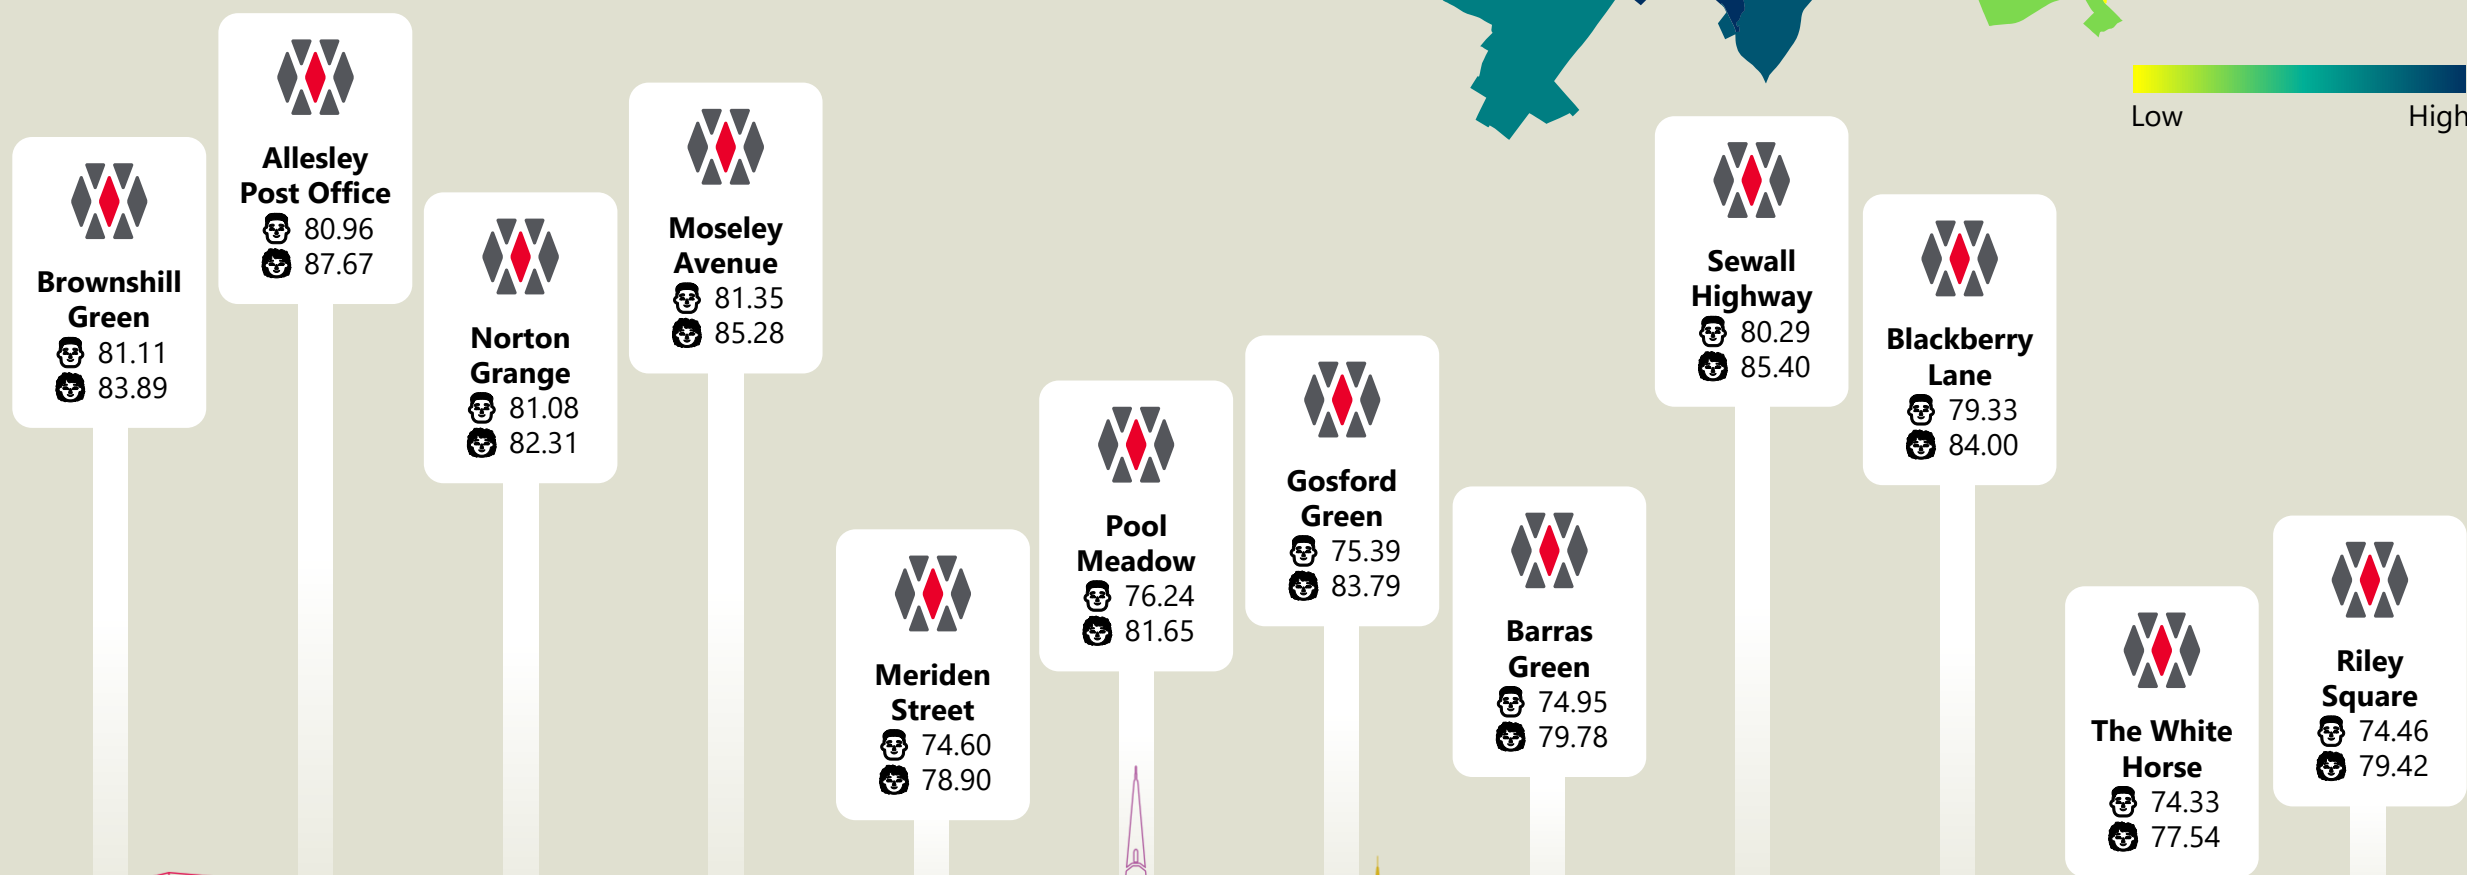 Brownshill
Green
81.11
83.89
Allesley
Post Office
80.96
87.67
Norton
Grange
81.08
82.31
Moseley
Avenue
81.35
85.28
Meriden
Street
74.60
78.90
Pool
Meadow
76.24
81.65
Gosford
Green
75.39
83.79
Barras
Green
74.95
79.78
Sewall
Highway
80.29
85.40
Blackberry
Lane
79.33
84.00
The White
Horse
74.33
77.54
Riley
Square
74.46
79.42
Low
High